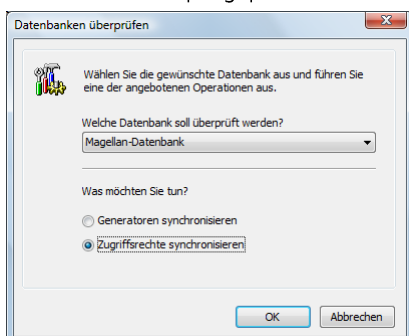 Datenbanken überprüfen
Wählen Sie die gewünschte Datenbank aus und führen Sie
eine der angebotenen Operationen aus.
Welche Datenbank soll überprüft werden?
Magellan-Datenbank
Was möchten Sie tun?
Generatoren synchronisieren
Zugriffsrechte synchronisieren
OK Abbrechen